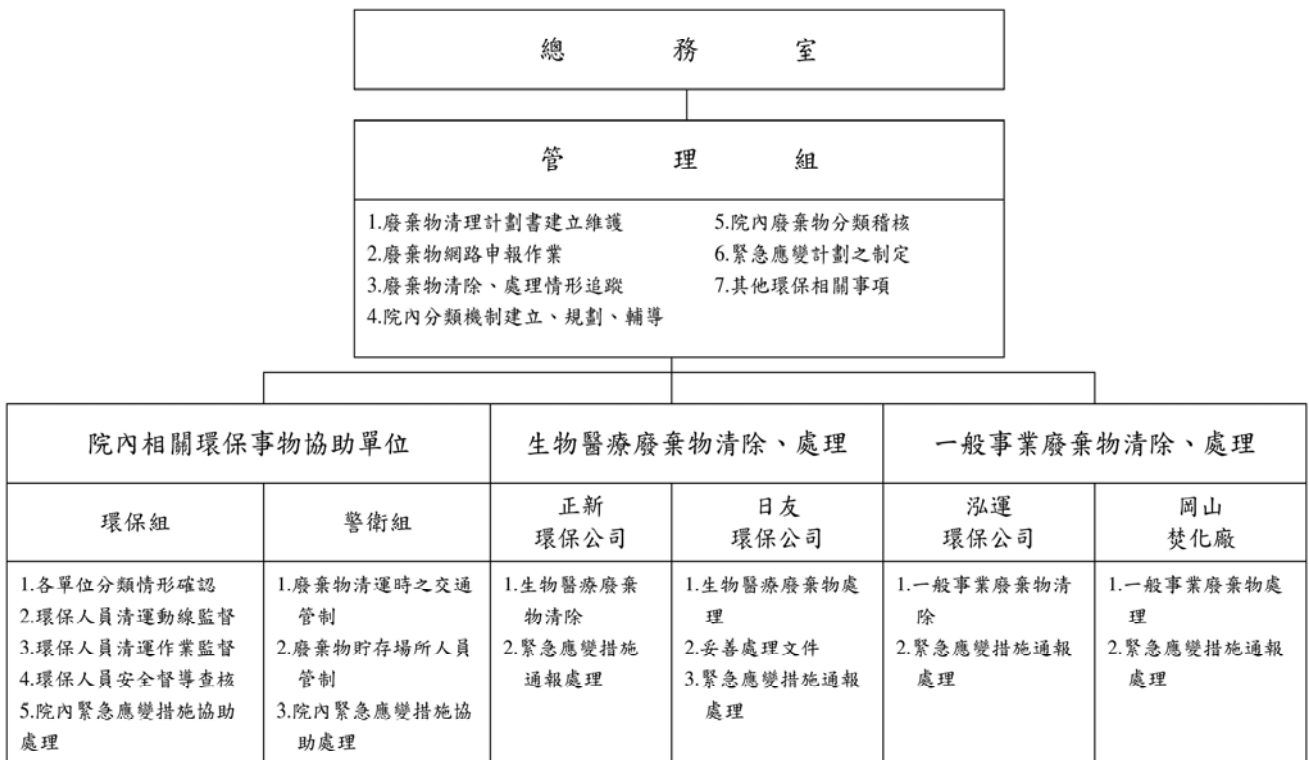 總務室
管理組
1.廢棄物清理計劃書建立維護
2.廢棄物網路申報作業
3.廢棄物清除、處理情形追蹤
4.院內分類機制建立、規劃、輔導
5.院內廢棄物分類稽核
6.緊急應變計劃之制定
7.其他環保相關事項
院內相關環保事物協助單位
生物醫療廢棄物清除、處理
一般事業廢棄物清除、處理
環保組
警衛組
正新
環保公司
日友
環保公司
泓運
環保公司
岡山
焚化廠
1.各單位分類情形確認
2.環保人員清運動線監督
3.環保人員清運作業監督
4.環保人員安全督導查核
5.院內緊急應變措施協助
處理
1.廢棄物清運時之交通
管制
2.廢棄物貯存場所人員
管制
3.院內緊急應變措施協
助處理
1.生物醫療廢棄
物清除
2.緊急應變措施
通報處理
1.生物醫療廢棄物處
理
2.妥善處理文件
3.緊急應變措施通報
處理
1.一般事業廢棄物清
除
2.緊急應變措施通報
處理
1.一般事業廢棄物處
理
2.緊急應變措施通報
處理